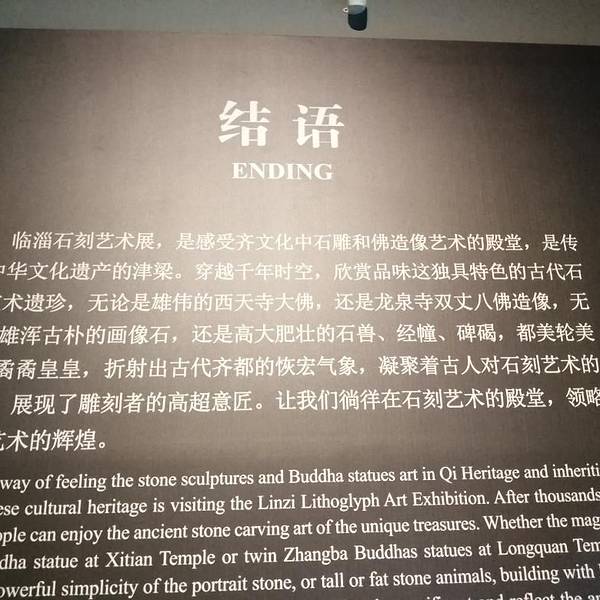 结语
ENDING
临淄石刻艺术展，是感受齐文化中石雕和佛造像艺术的殿堂，是传
中华文化遗产的津梁。穿越千年时空，欣赏品味这独具特色的古代石
艺术遗珍，无论是雄伟的西天寺大佛，还是龙泉寺双丈八佛造像，无
雄浑古朴的画像石，还是高大肥壮的石兽、经幢、碑碣，都美轮美
矞矞皇皇，折射出古代齐都的恢宏气象，凝聚着古人对石刻艺术的
，展现了雕刻者的高超意匠。让我们徜徉在石刻艺术的殿堂，领略
艺术的辉煌。
way of feeling the stone sculptures and Buddha statues art in Qi Heritage and inheriti
ese cultural heritage is visiting the Linzi Lithoglyph Art Exhibition. After thousands
ople can enjoy the ancient stone carving art of the unique treasures. Whether the mag
dha statue at Xitian Temple or twin Zhangba Buddhas statues at Longquan Tem
owerful simplicity of the portrait stone, or tall or fat stone animals, building with
and reflect the an